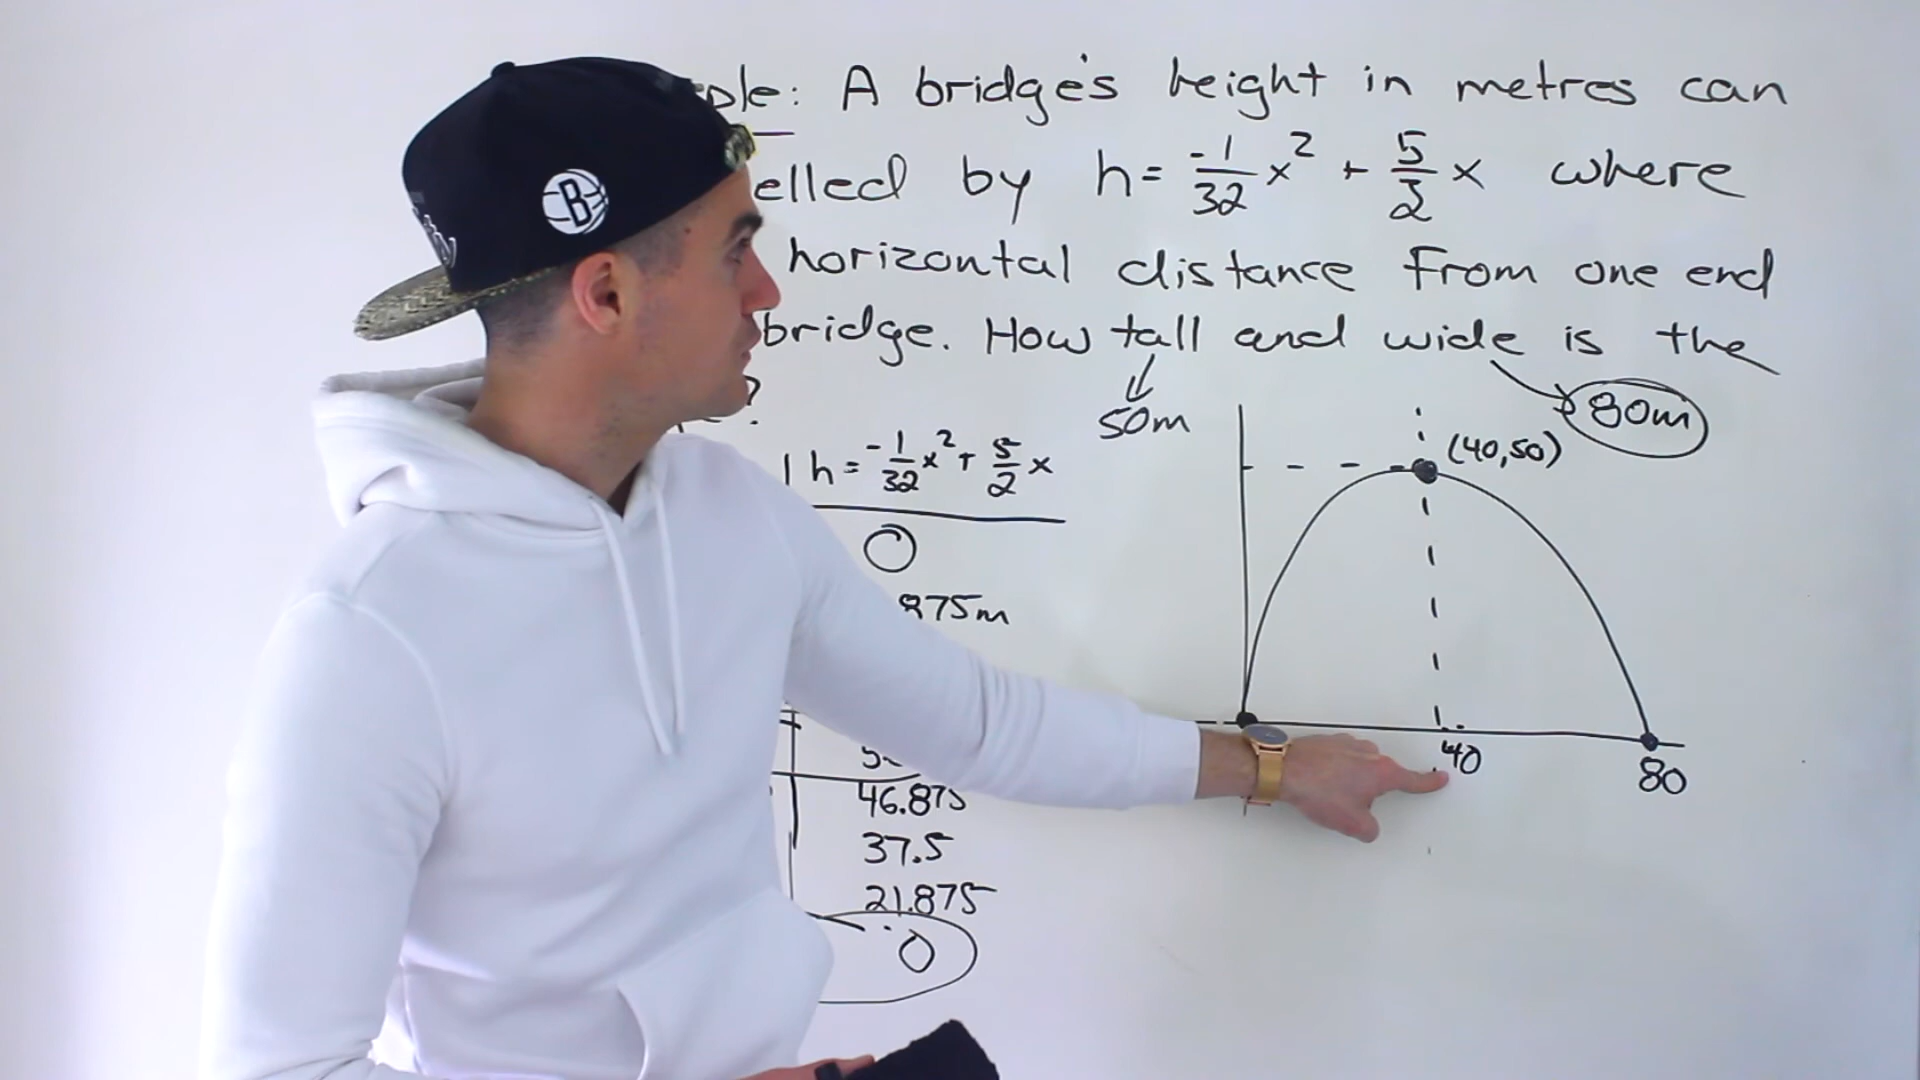 ple: A bridge's height in metres can
elled by h = -1/32 x² + 5/2 x where
horizontal distance from one end
bridge. How tall and wide is the
?
50m
80m
h = -1/32 x² + 5/2 x
(40,50)
0
875m
40
80
46.875
37.5
21.875
0
B